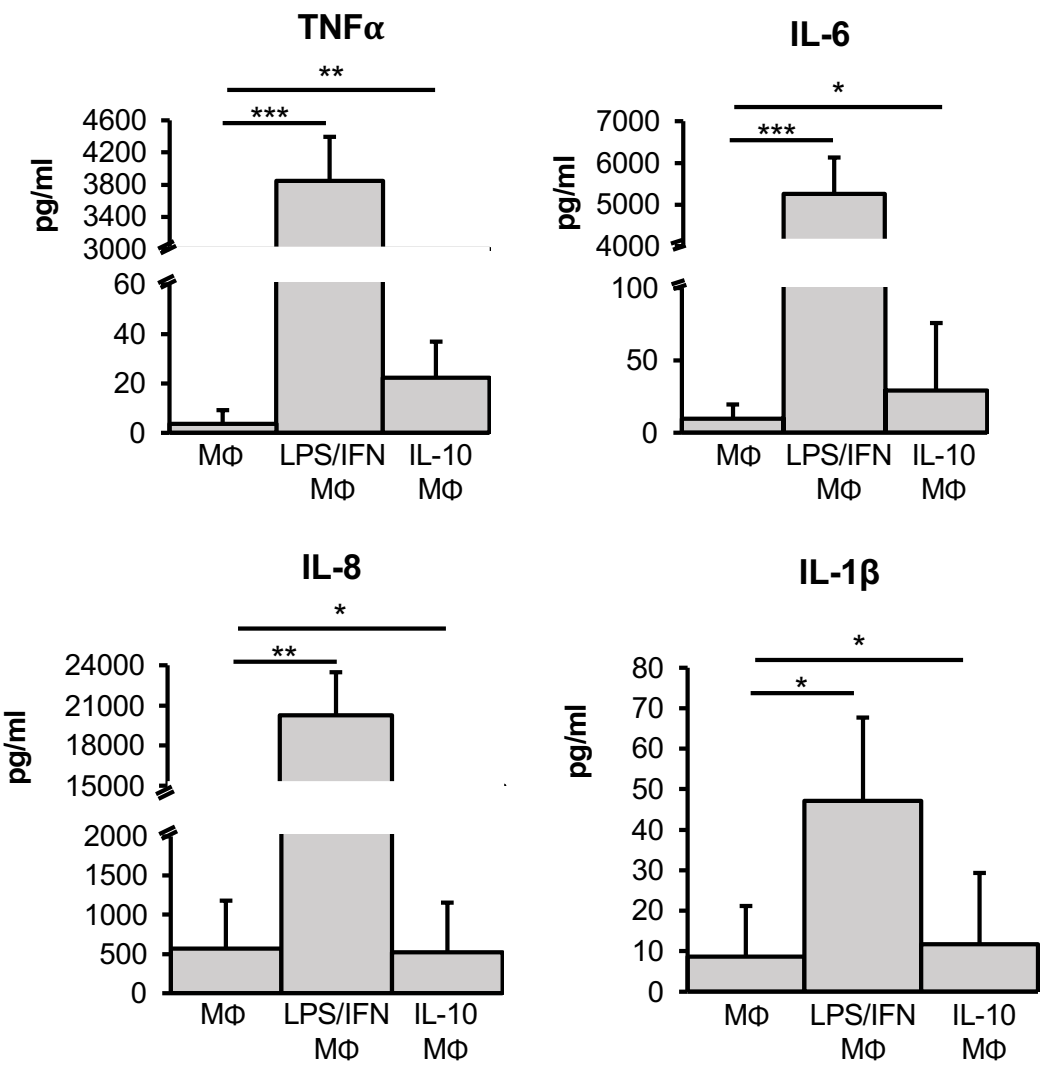 TNFα
**
***
4600
4200
3800
3400
3000
60
40
20
0
pg/ml
MΦ LPS/IFN IL-10
MΦ MΦ
IL-6
*
***
7000
6000
5000
4000
100
50
0
pg/ml
MΦ LPS/IFN IL-10
MΦ MΦ
IL-8
*
**
24000
21000
18000
15000
2000
1500
1000
500
0
pg/ml
MΦ LPS/IFN IL-10
MΦ MΦ
IL-1β
*
*
80
70
60
50
40
30
20
10
0
pg/ml
MΦ LPS/IFN IL-10
MΦ MΦ